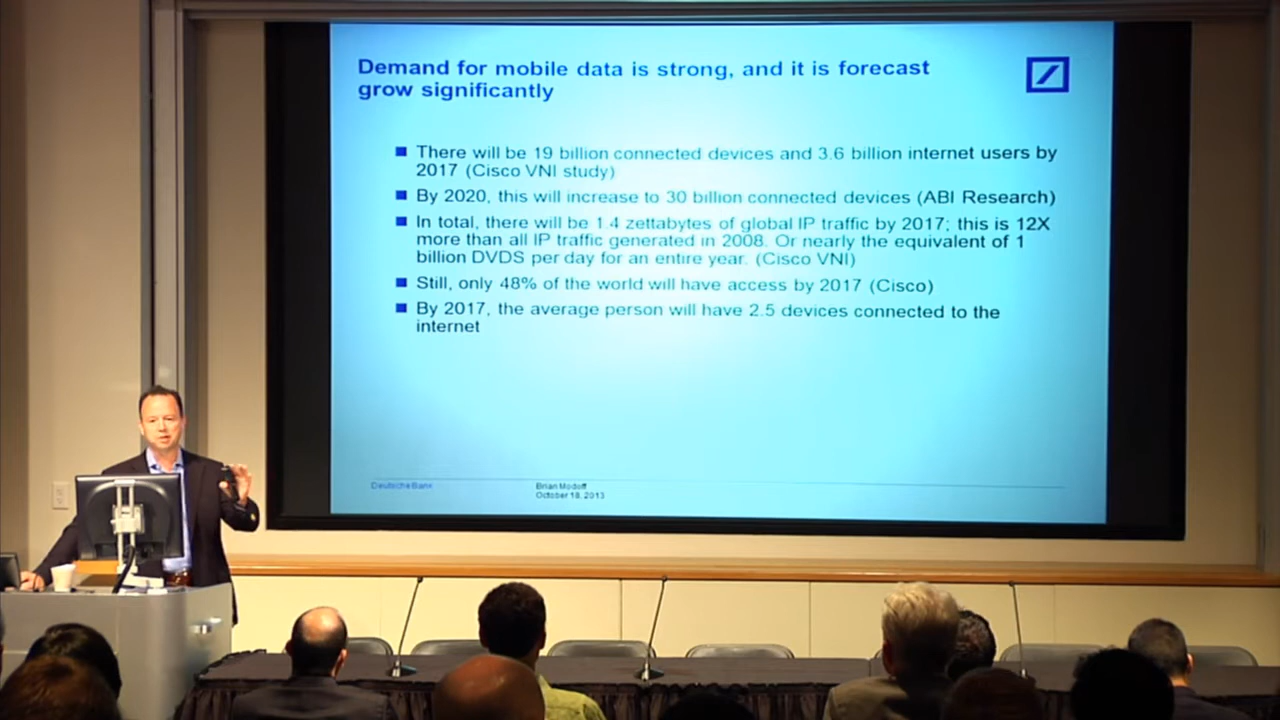 Demand for mobile data is strong, and it is forecast
grow significantly
There will be 19 billion connected devices and 3.6 billion internet users by
2017 (Cisco VNI study)
By 2020, this will increase to 30 billion connected devices (ABI Research)
In total, there will be 1.4 zettabytes of global IP traffic by 2017; this is 12X
more than all IP traffic generated in 2008. Or nearly the equivalent of 1
billion DVDS per day for an entire year. (Cisco VNI)
Still, only 48% of the world will have access by 2017 (Cisco)
By 2017, the average person will have 2.5 devices connected to the
internet
Deutsche Bank
Brian Modoff
October 18, 2013